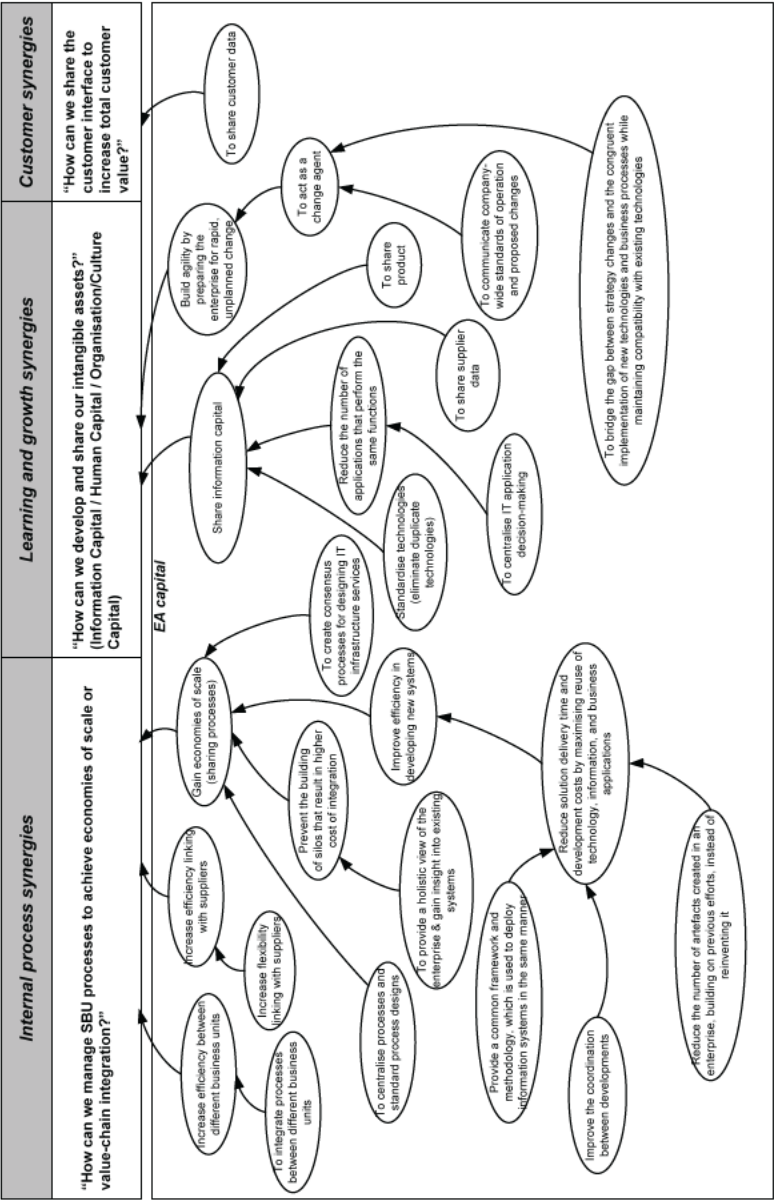 Internal process synergies
Learning and growth synergies
Customer synergies
"How can we manage SBU processes to achieve economies of scale or
value-chain integration?"
"How can we develop and share our intangible assets?"
(Information Capital / Human Capital / Organisation/Culture
Capital)
"How can we share the
customer interface to
increase total customer
value?"
EA capital
Increase efficiency between
different business units
To integrate processes
between different business
units
Increase efficiency linking
with suppliers
Increase flexibility
linking with suppliers
Gain economies of scale
(sharing processes)
To centralise processes and
standard process designs
Prevent the building
of silos that result in higher
cost of integration
To provide a holistic view of the
enterprise & gain insight into existing
systems
Improve efficiency in
developing new systems
To create consensus
processes for designing IT
infrastructure services
Provide a common framework and
methodology, which is used to deploy
information systems in the same manner
Improve the coordination
between developments
Reduce solution delivery time and
development costs by maximising reuse of
technology, information, and business
applications
Reduce the number of artefacts created in an
enterprise, building on previous efforts, instead of
reinventing it
Share information capital
Standardise technologies
(eliminate duplicate
technologies)
Reduce the number of
applications that perform the
same functions
To centralise IT application
decision-making
To share supplier
data
To share
product
Build agility by
preparing the
enterprise for rapid,
unplanned change
To act as a
change agent
To communicate company-
wide standards of operation
and proposed changes
To bridge the gap between strategy changes and the congruent
implementation of new technologies and business processes while
maintaining compatibility with existing technologies
To share customer data